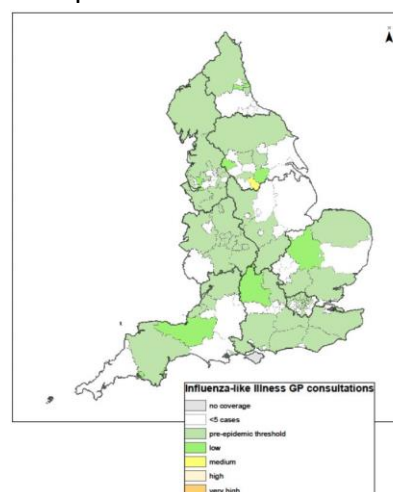 Influenza-like Illness GP consultations
no coverage
<5 cases
pre-epidemic threshold
low
medium
high
very high